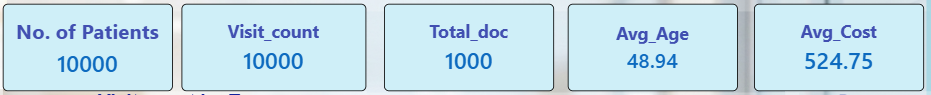 No. of Patients
10000
Visit_count
10000
Total_doc
1000
Avg_Age
48.94
Avg_Cost
524.75